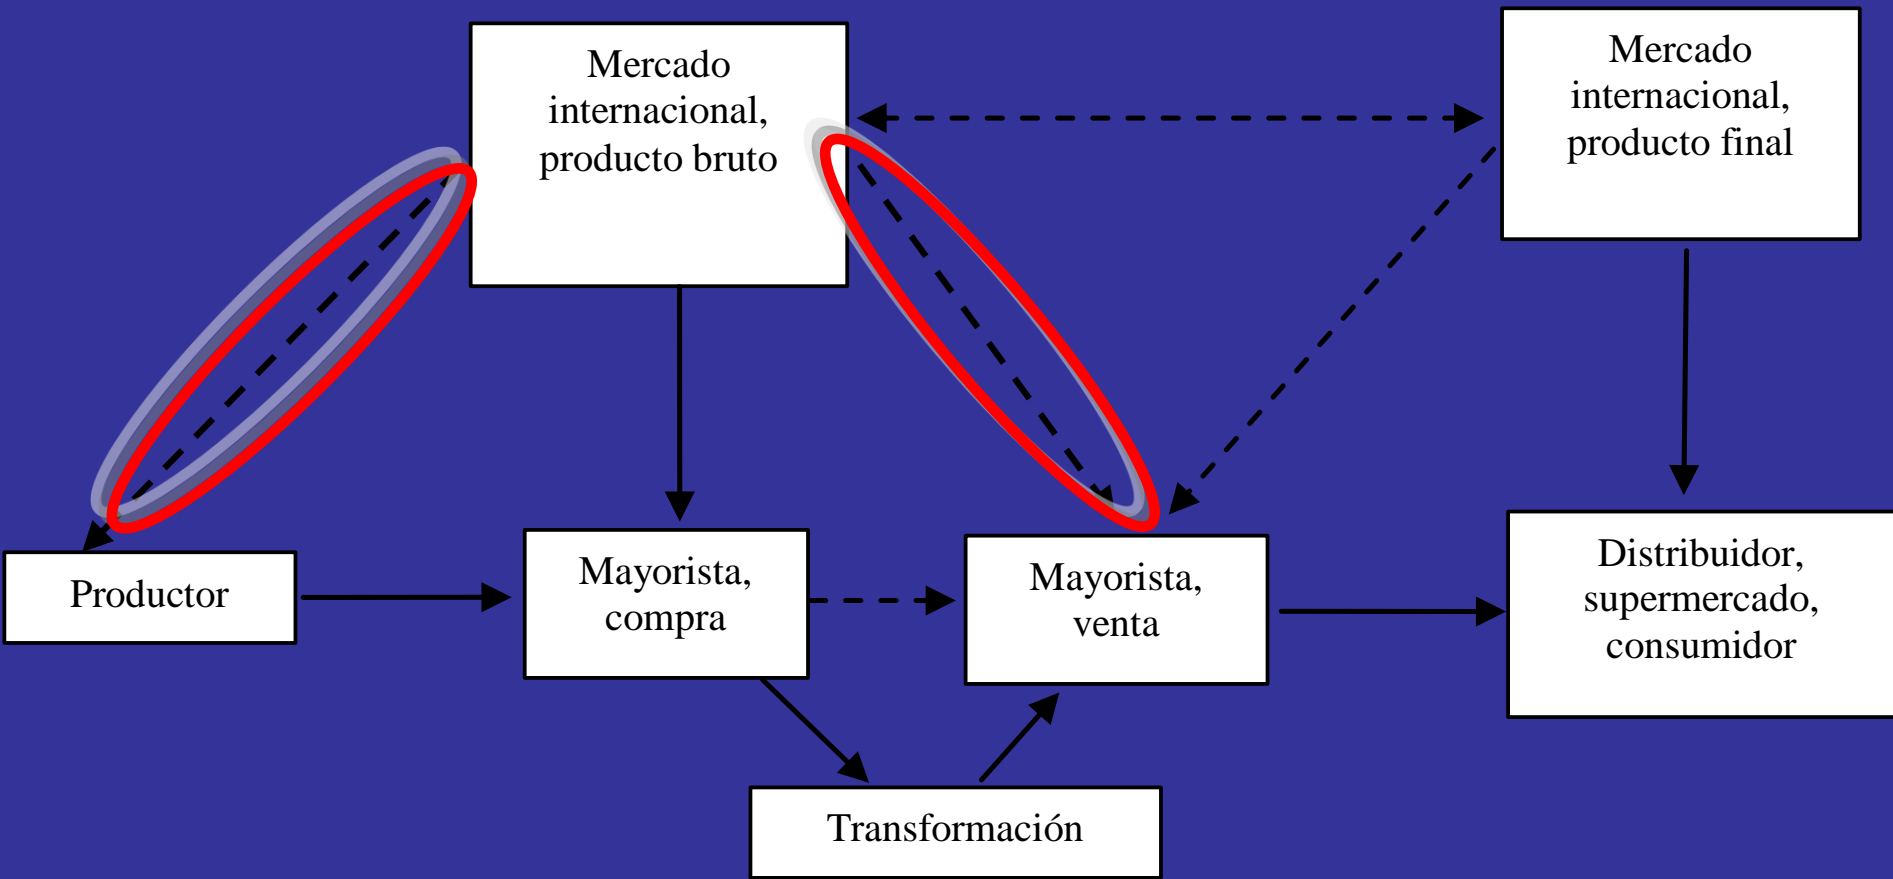 Mercado
internacional,
producto bruto
Mercado
internacional,
producto final
Productor
Mayorista,
compra
Mayorista,
venta
Distribuidor,
supermercado,
consumidor
Transformación